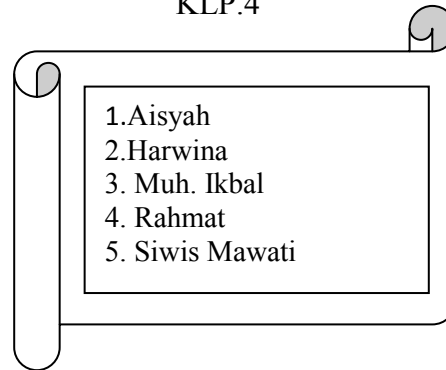 KLP.4
1.Aisyah
2.Harwina
3. Muh. Ikbal
4. Rahmat
5. Siwis Mawati